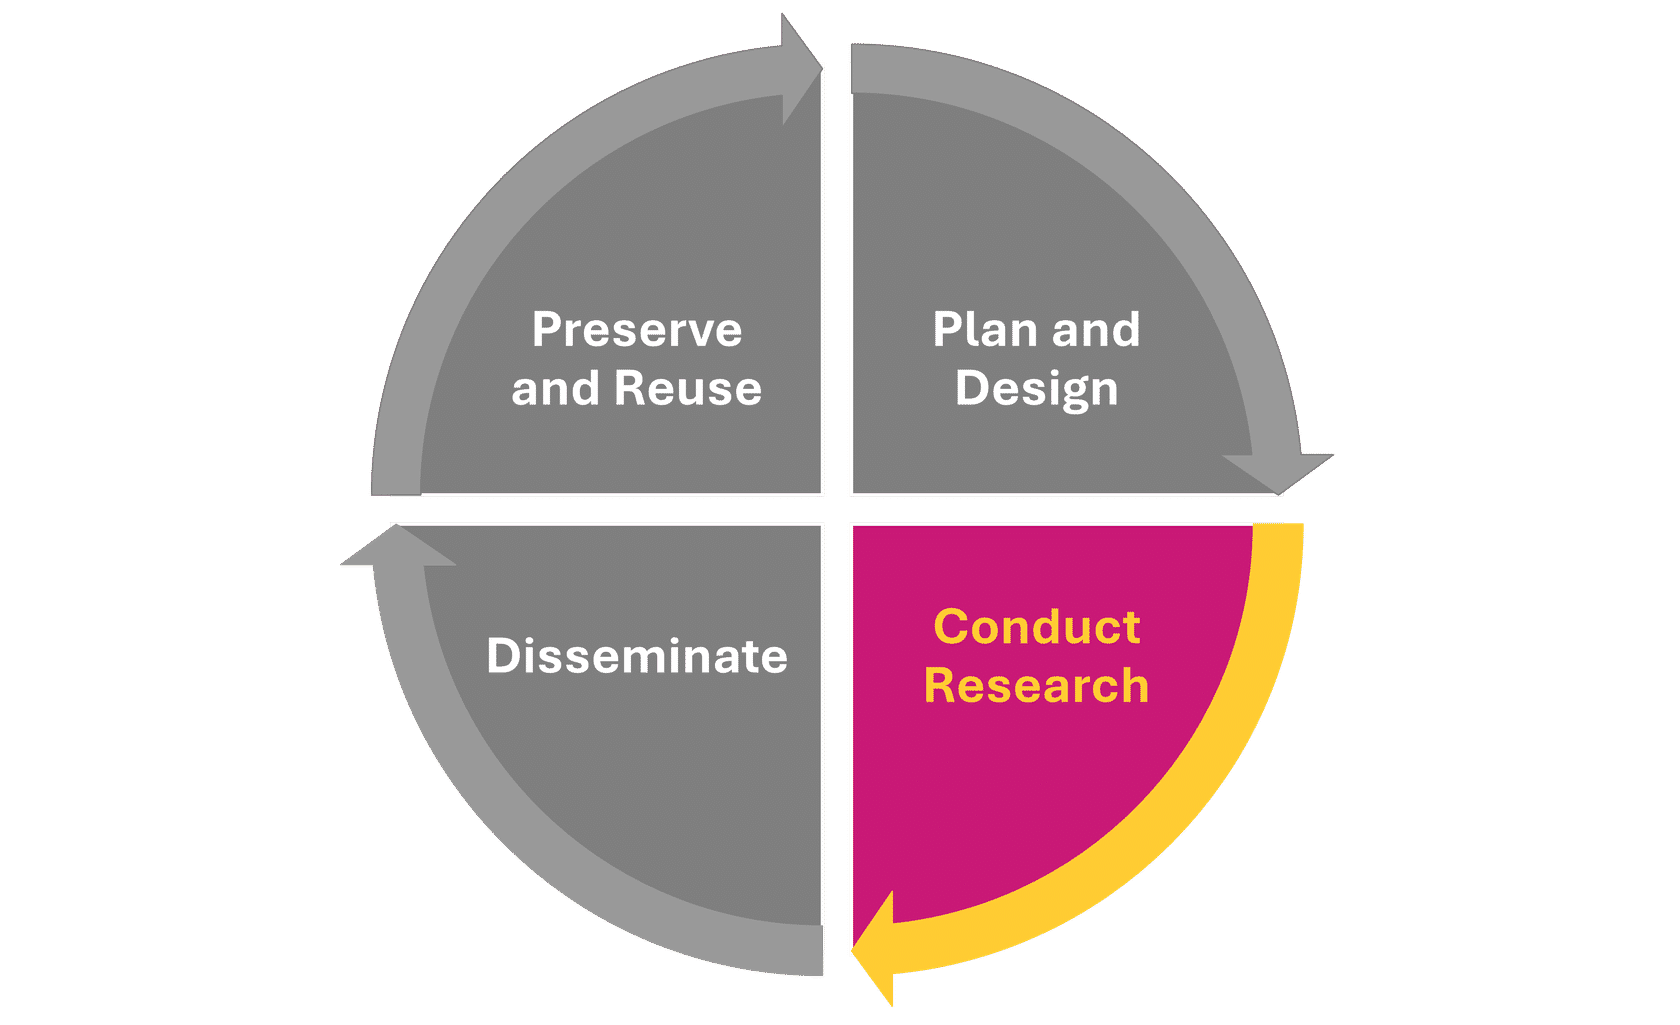 Preserve
and Reuse
Plan and
Design
Disseminate
Conduct
Research